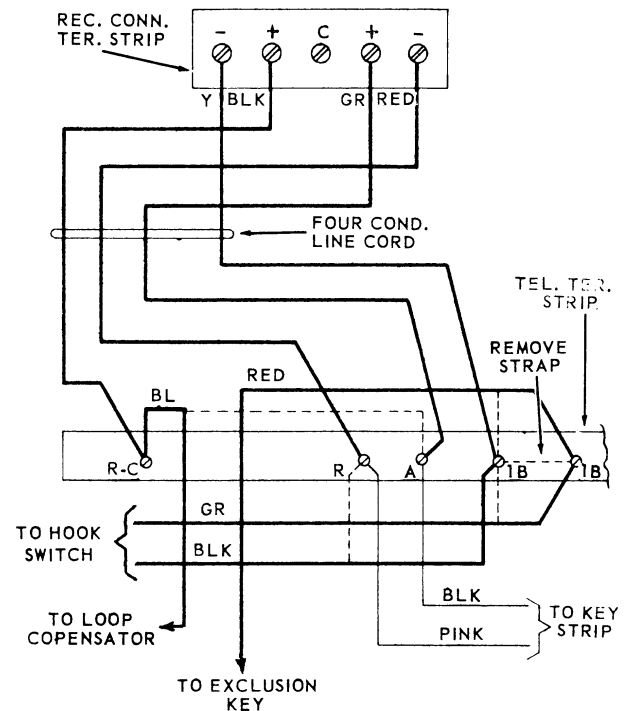 REC. CONN.
TER. STRIP
- + C + -
Y BLK GR RED
FOUR COND.
LINE CORD
TEL. TER.
STRIP
REMOVE
STRAP
RED
BL
R-C R A 1B 1B
GR
TO HOOK
SWITCH
BLK
BLK
TO KEY
STRIP
PINK
TO LOOP
COPENSATOR
TO EXCLUSION
KEY